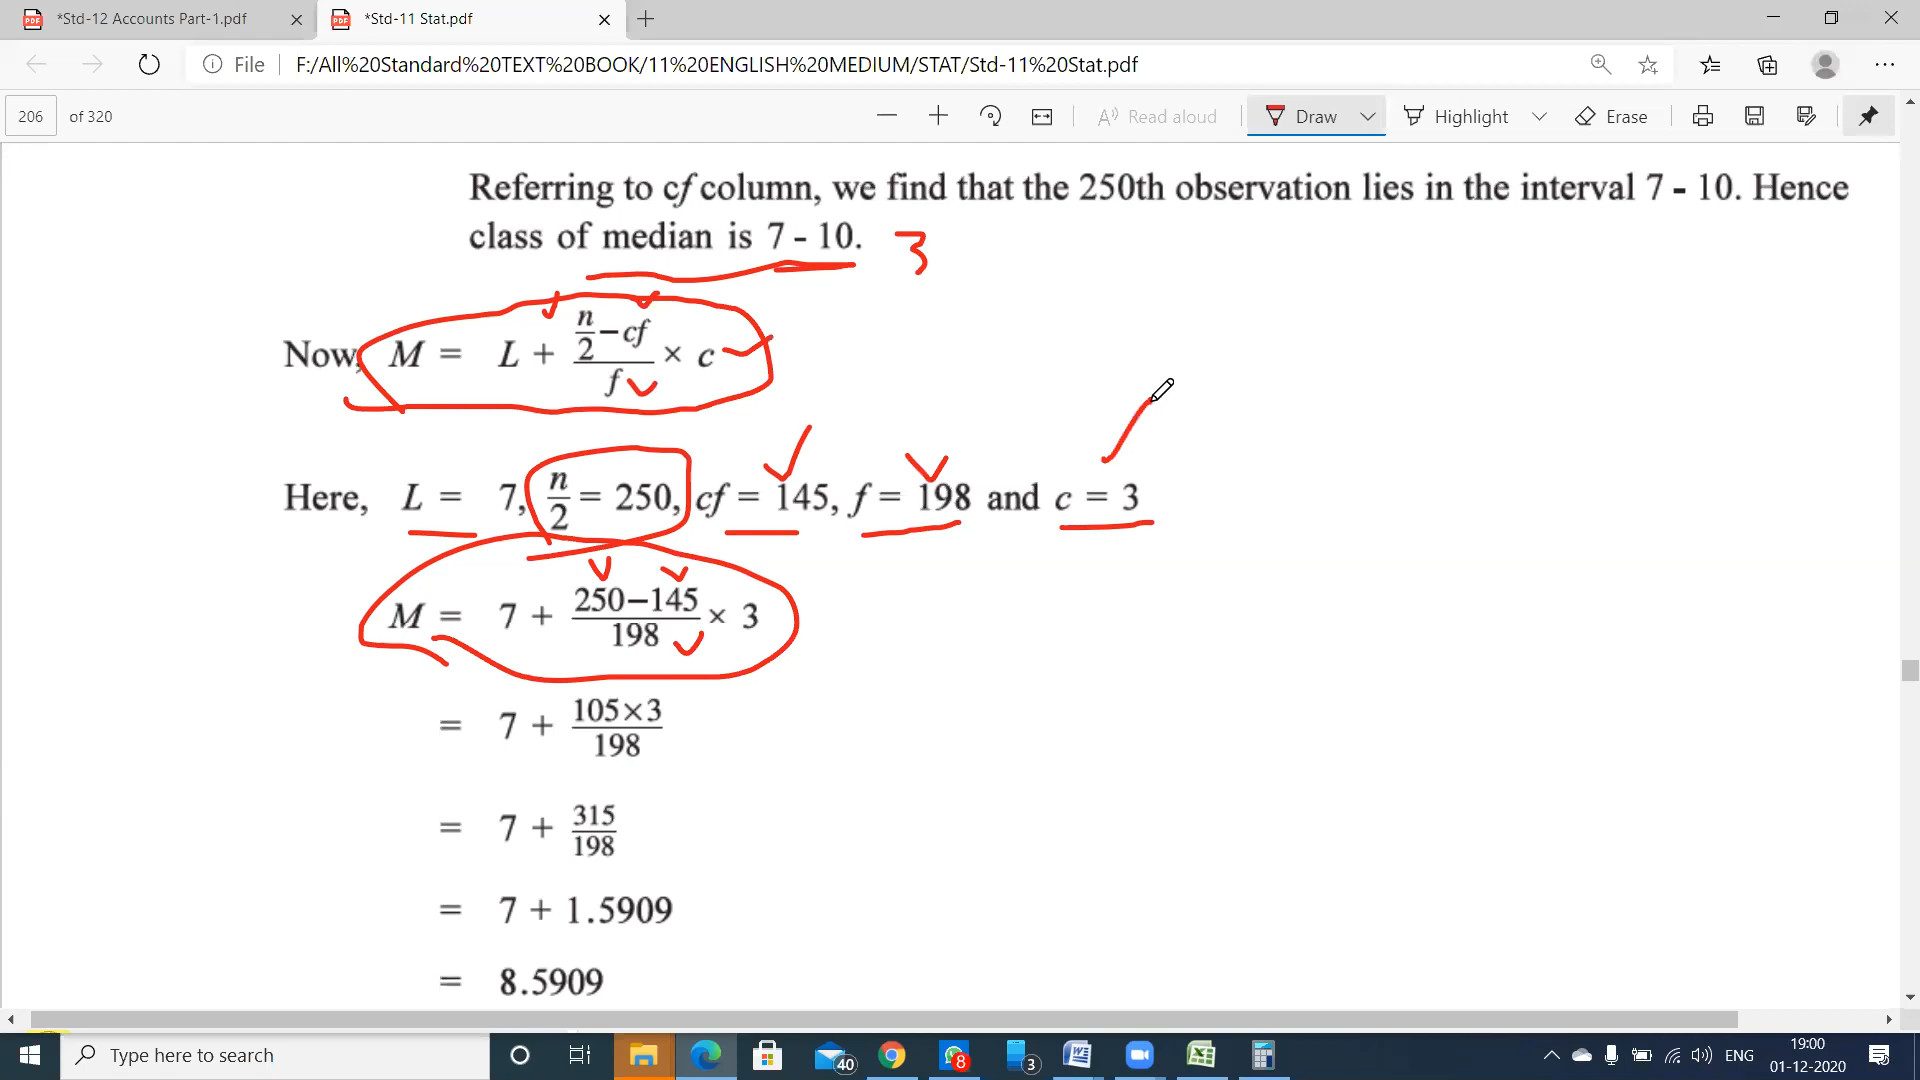 *Std-12 Accounts Part-1.pdf
*Std-11 Stat.pdf
File
F:/All%20Standard%20TEXT%20BOOK/11%20ENGLISH%20MEDIUM/STAT/Std-11%20Stat.pdf
206 of 320
Read aloud
Draw
Highlight
Erase
Referring to cf column, we find that the 250th observation lies in the interval 7 - 10. Hence
class of median is 7 - 10. 3
Now, M = L + (n/2 − cf)/f × c
Here, L = 7, n/2 = 250, cf = 145, f = 198 and c = 3
M = 7 + (250−145)/198 × 3
= 7 + (105×3)/198
= 7 + 315/198
= 7 + 1.5909
= 8.5909
Type here to search
40
8
3
ENG
19:00
01-12-2020